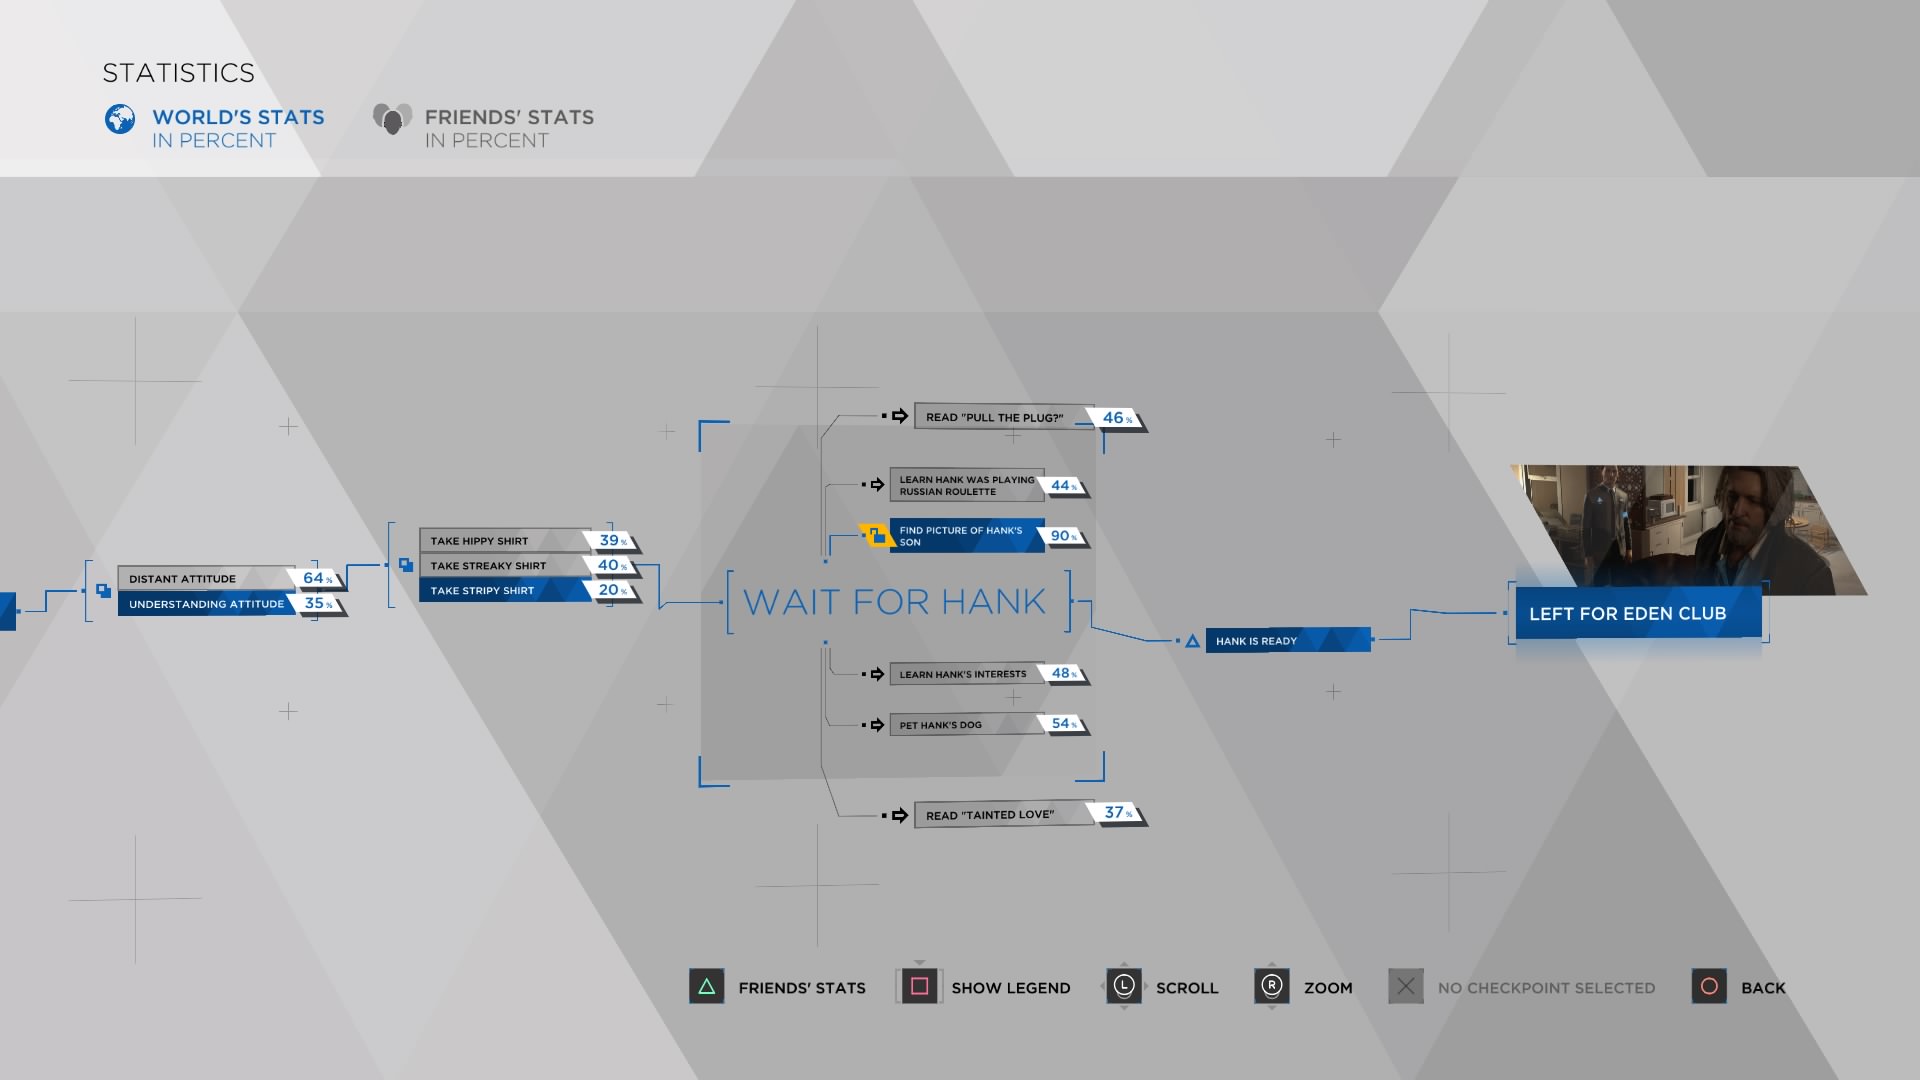 STATISTICS
WORLD'S STATS
IN PERCENT
FRIENDS' STATS
IN PERCENT
DISTANT ATTITUDE 64 %
UNDERSTANDING ATTITUDE 35 %
TAKE HIPPY SHIRT 39 %
TAKE STREAKY SHIRT 40 %
TAKE STRIPY SHIRT 20 %
READ "PULL THE PLUG?" 46 %
LEARN HANK WAS PLAYING
RUSSIAN ROULETTE
44 %
FIND PICTURE OF HANK'S
SON
90 %
WAIT FOR HANK
LEARN HANK'S INTERESTS 48 %
PET HANK'S DOG 54 %
READ "TAINTED LOVE" 37 %
HANK IS READY
LEFT FOR EDEN CLUB
FRIENDS' STATS
SHOW LEGEND
L
SCROLL
R
ZOOM
NO CHECKPOINT SELECTED
BACK